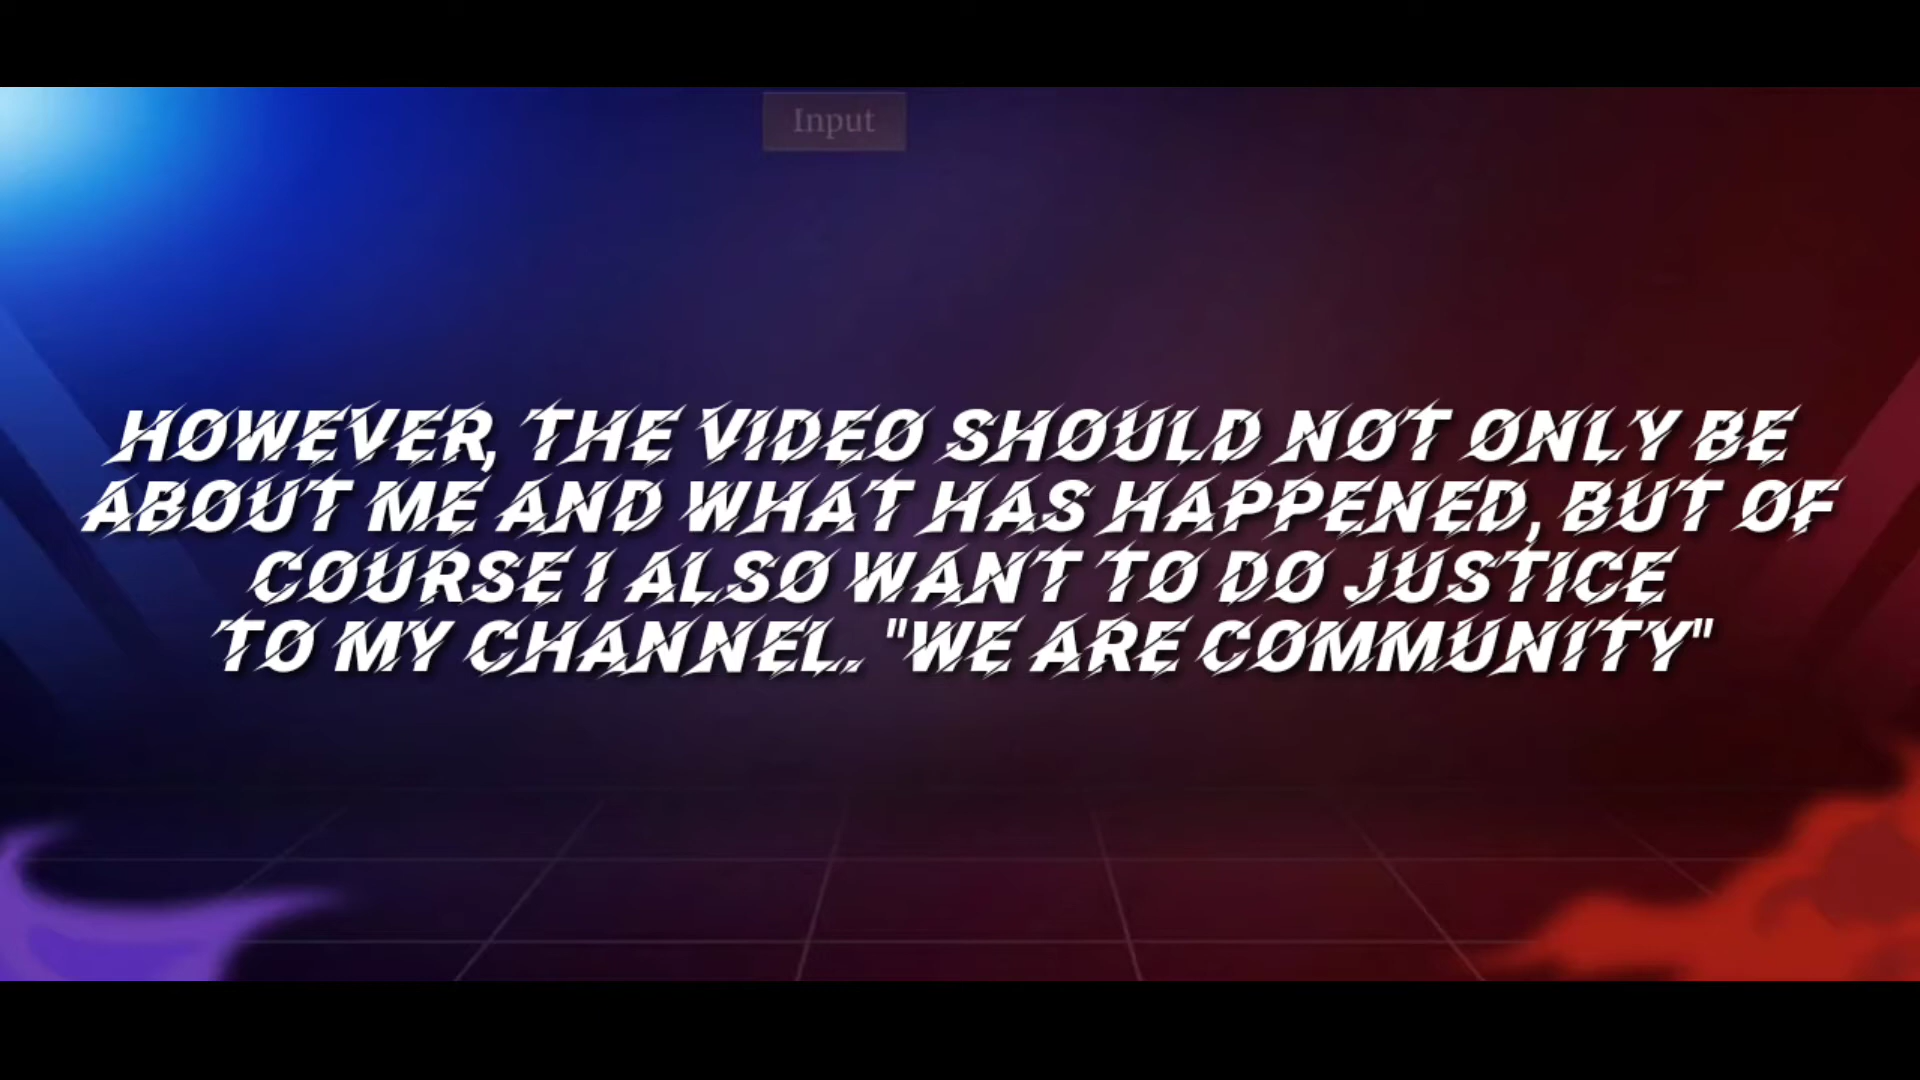 Input
HOWEVER, THE VIDEO SHOULD NOT ONLY BE
ABOUT ME AND WHAT HAS HAPPENED, BUT OF
COURSE I ALSO WANT TO DO JUSTICE
TO MY CHANNEL.. "WE ARE COMMUNITY"